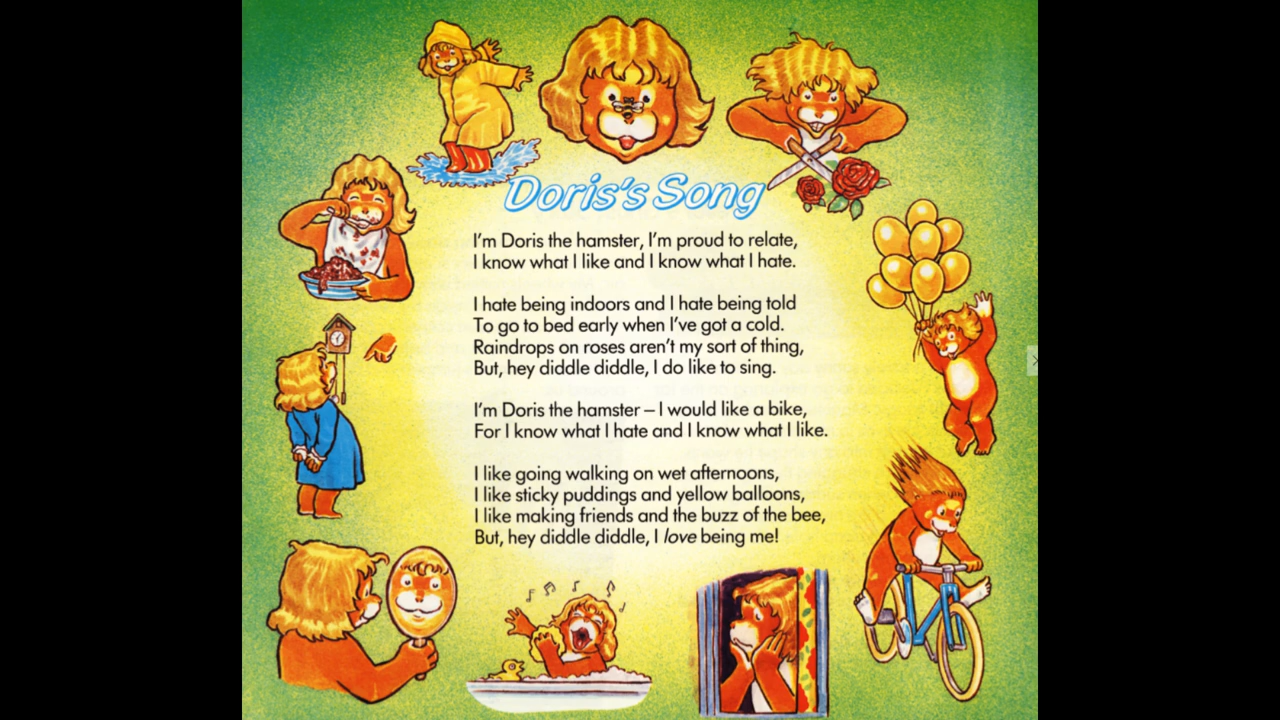 Doris's Song
I'm Doris the hamster, I'm proud to relate,
I know what I like and I know what I hate.
I hate being indoors and I hate being told
To go to bed early when I've got a cold.
Raindrops on roses aren't my sort of thing,
But, hey diddle diddle, I do like to sing.
I'm Doris the hamster – I would like a bike,
For I know what I hate and I know what I like.
I like going walking on wet afternoons,
I like sticky puddings and yellow balloons,
I like making friends and the buzz of the bee,
But, hey diddle diddle, I love being me!